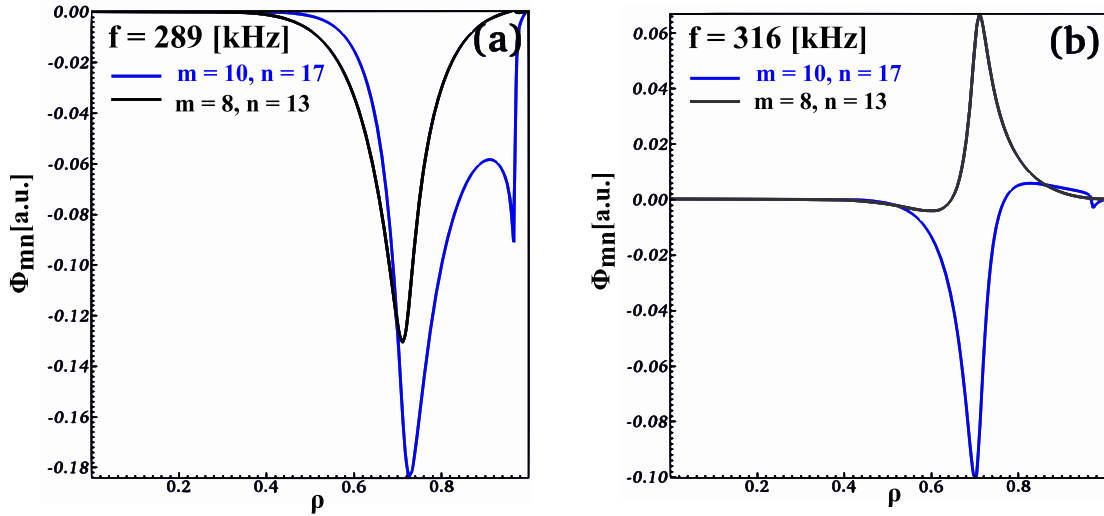 f = 289 [kHz] (a)
m = 10, n = 17
m = 8, n = 13
0.00
-0.02
-0.04
-0.06
-0.08
-0.10
-0.12
-0.14
-0.16
-0.18
Φmn[a.u.]
0.2 0.4 0.6 0.8
ρ
f = 316 [kHz] (b)
m = 10, n = 17
m = 8, n = 13
0.06
0.04
0.02
0.00
-0.02
-0.04
-0.06
-0.08
-0.10
Φmn[a.u.]
0.2 0.4 0.6 0.8
ρ